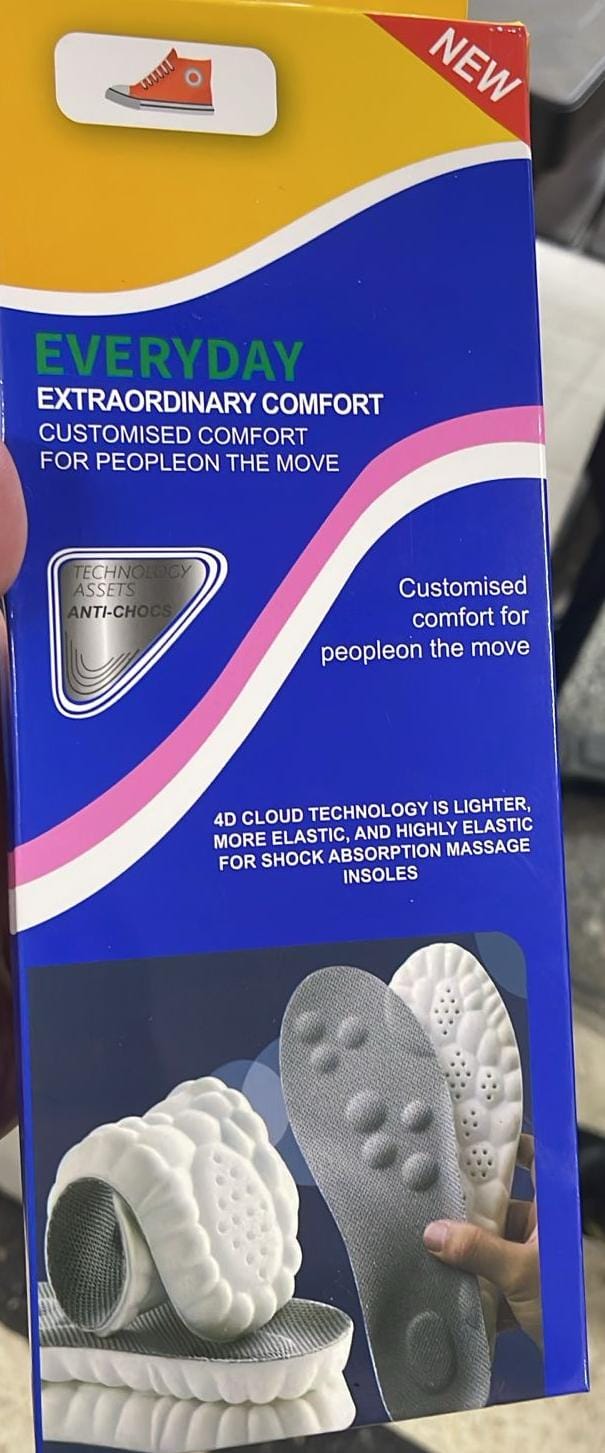 NEW
EVERYDAY
EXTRAORDINARY COMFORT
CUSTOMISED COMFORT
FOR PEOPLEON THE MOVE
TECHNOLOGY
ASSETS
ANTI-CHOCS
Customised
comfort for
peopleon the move
4D CLOUD TECHNOLOGY IS LIGHTER,
MORE ELASTIC, AND HIGHLY ELASTIC
FOR SHOCK ABSORPTION MASSAGE
INSOLES